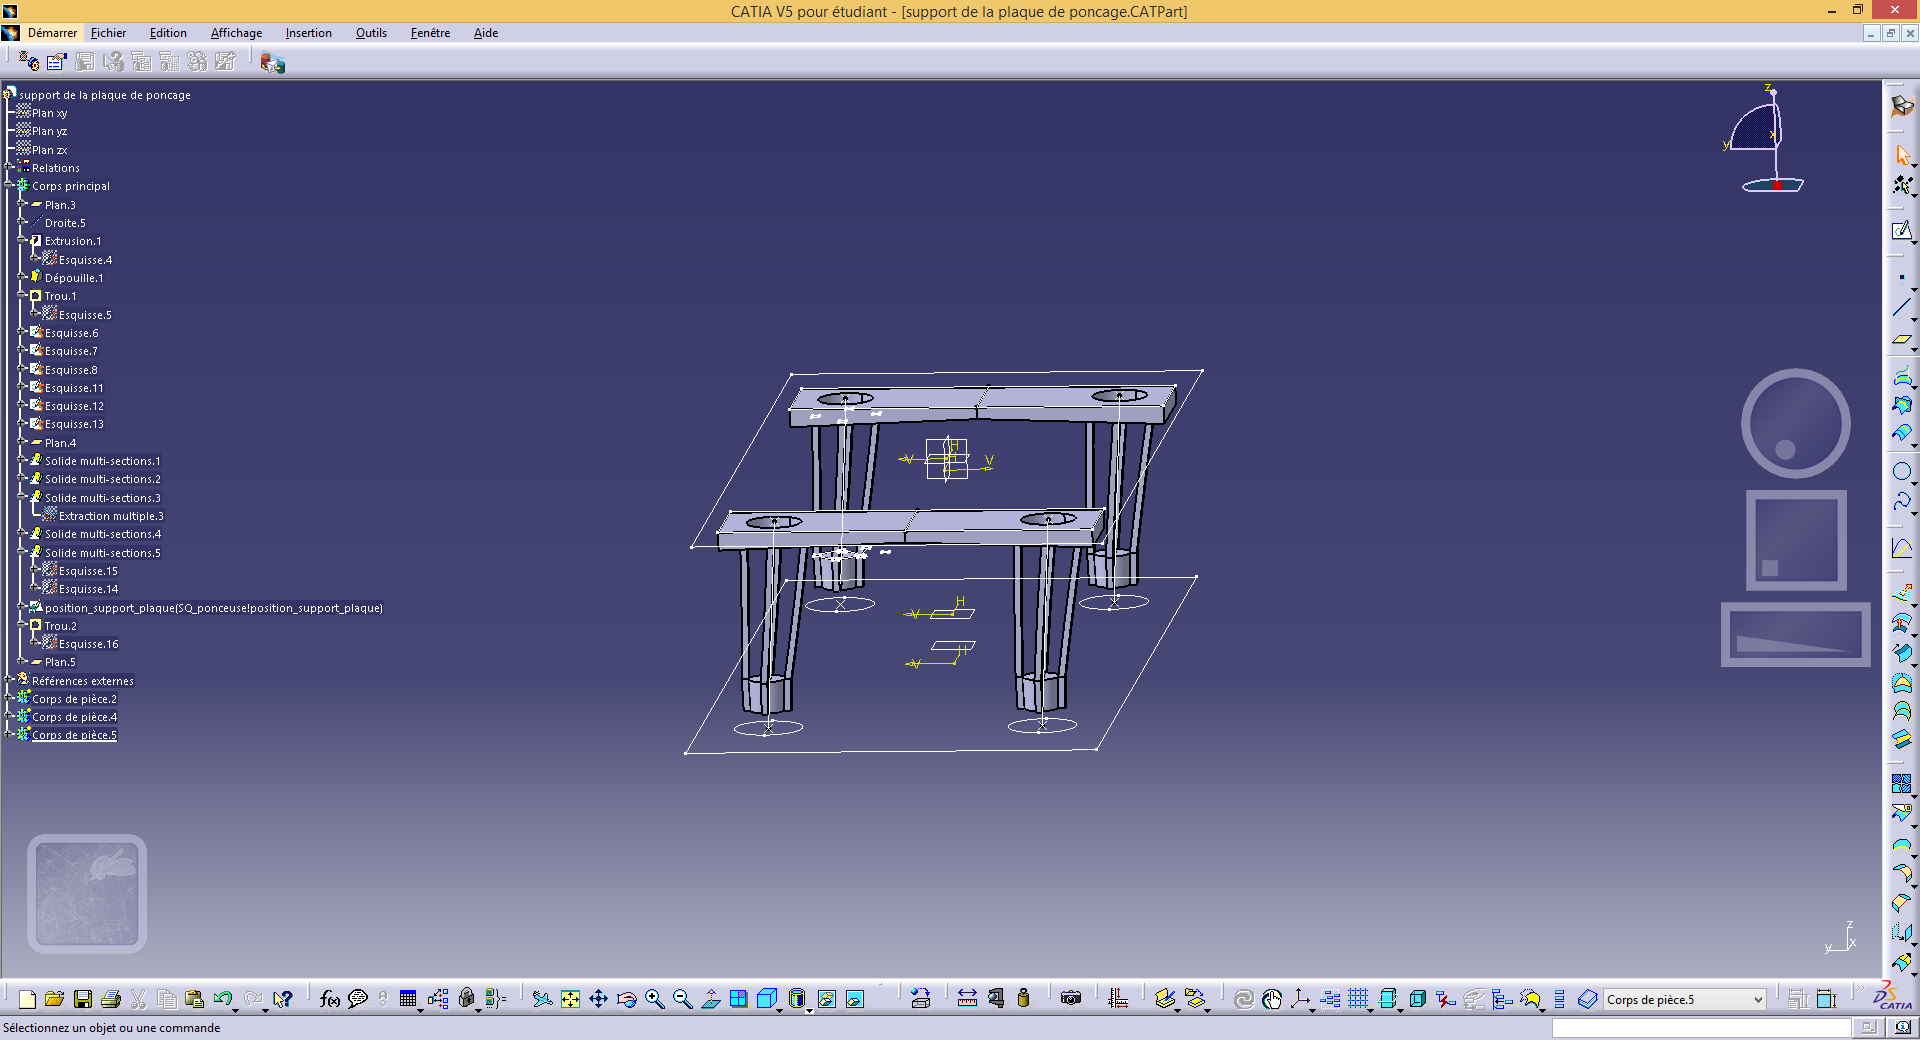 CATIA V5 pour étudiant - [support de la plaque de poncage.CATPart]
Démarrer Fichier Edition Affichage Insertion Outils Fenêtre Aide
support de la plaque de poncage
Plan xy
Plan yz
Plan zx
Relations
Corps principal
Plan.3
Droite.5
Extrusion.1
Esquisse.4
Dépouille.1
Trou.1
Esquisse.5
Esquisse.6
Esquisse.7
Esquisse.8
Esquisse.11
Esquisse.12
Esquisse.13
Plan.4
Solide multi-sections.1
Solide multi-sections.2
Solide multi-sections.3
Extraction multiple.3
Solide multi-sections.4
Solide multi-sections.5
Esquisse.15
Esquisse.14
position_support_plaque(SQ_ponceuse!position_support_plaque)
Trou.2
Esquisse.16
Plan.5
Références externes
Corps de pièce.2
Corps de pièce.4
Corps de pièce.5
z
x
y
H
V
V
H
V
H
V
z
y x
f(x)
Corps de pièce.5
CATIA
Sélectionnez un objet ou une commande